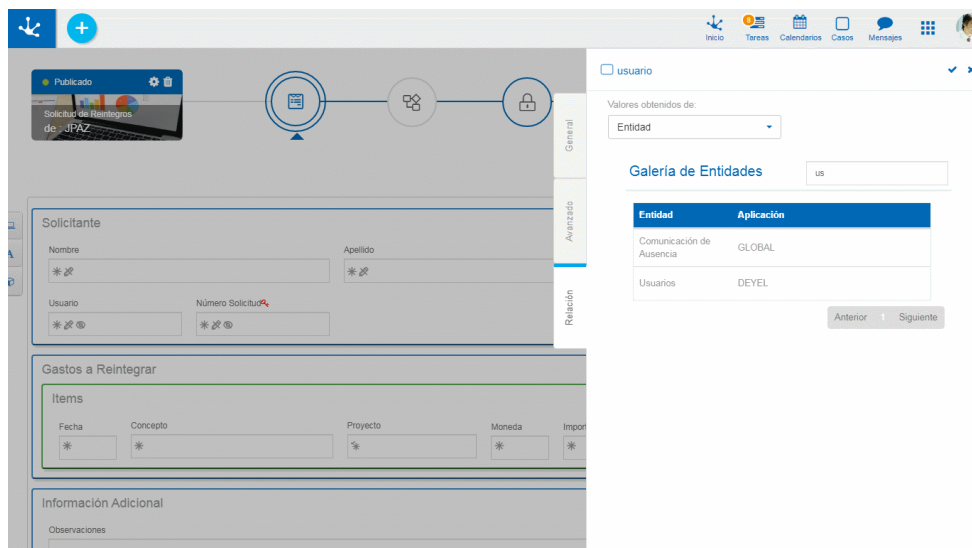 8
Inicio
Tareas
Calendarios
Casos
Mensajes
Publicado
Solicitud de Reintegros
de : JPAZ
General
Avanzado
Relación
usuario
Valores obtenidos de:
Entidad
Galería de Entidades
us
Entidad Aplicación
Comunicación de
Ausencia
GLOBAL
Usuarios DEYEL
Anterior 1 Siguiente
Solicitante
Nombre Apellido
Usuario Número Solicitud
Gastos a Reintegrar
Items
Fecha Concepto Proyecto Moneda Import
Información Adicional
Observaciones
A